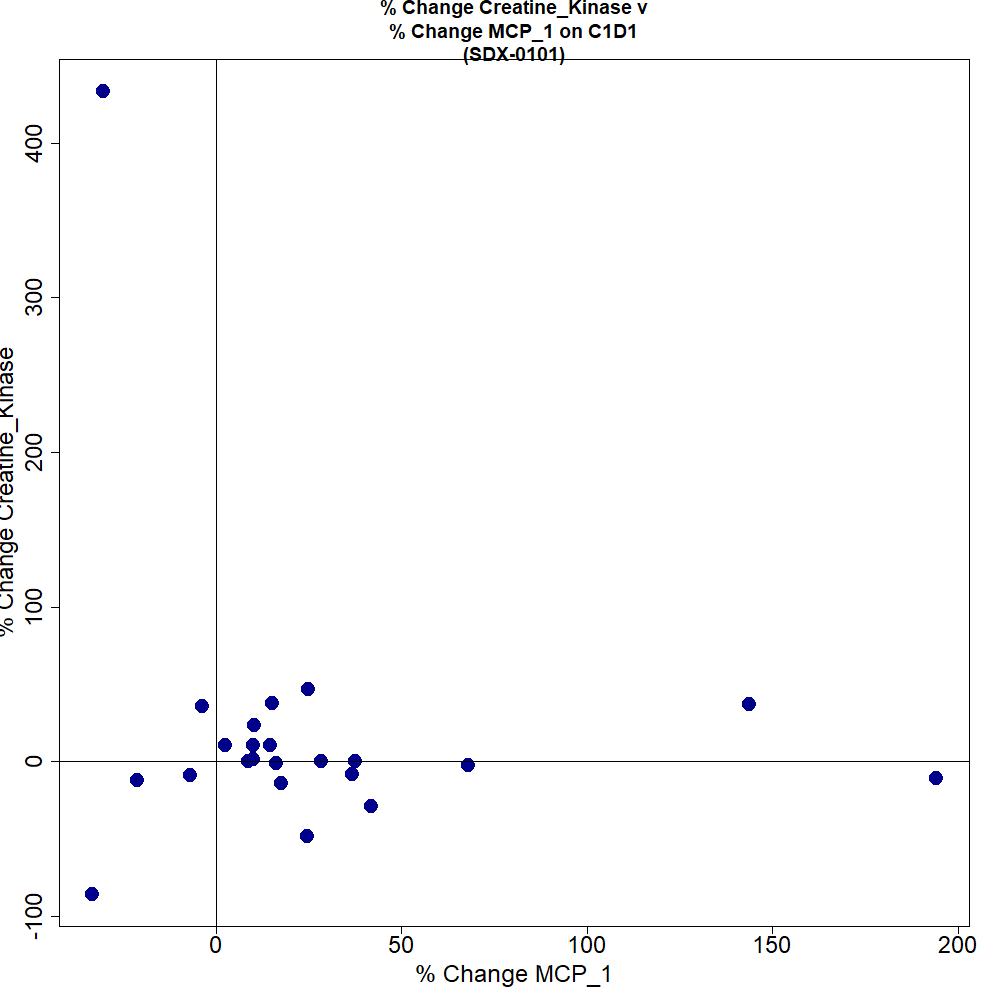 % Change Creatine_Kinase v
% Change MCP_1 on C1D1
(SDX-0101)
% Change Creatine_Kinase
400
300
200
100
0
-100
0
50
100
150
200
% Change MCP_1